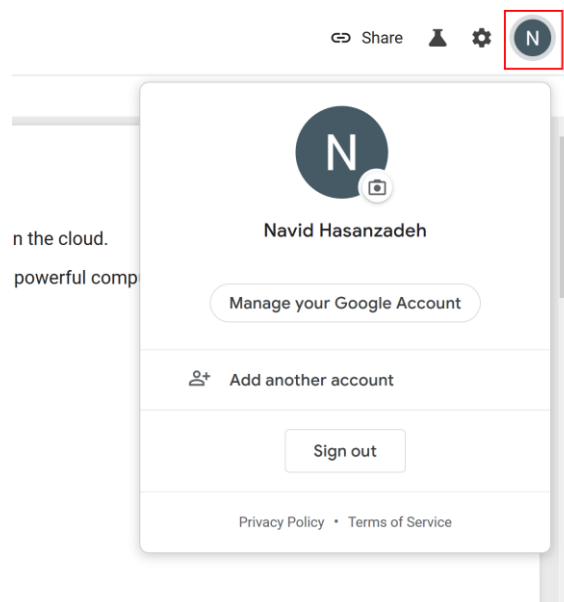 Share
N
N
Navid Hasanzadeh
n the cloud.
powerful comp
Manage your Google Account
Add another account
Sign out
Privacy Policy • Terms of Service